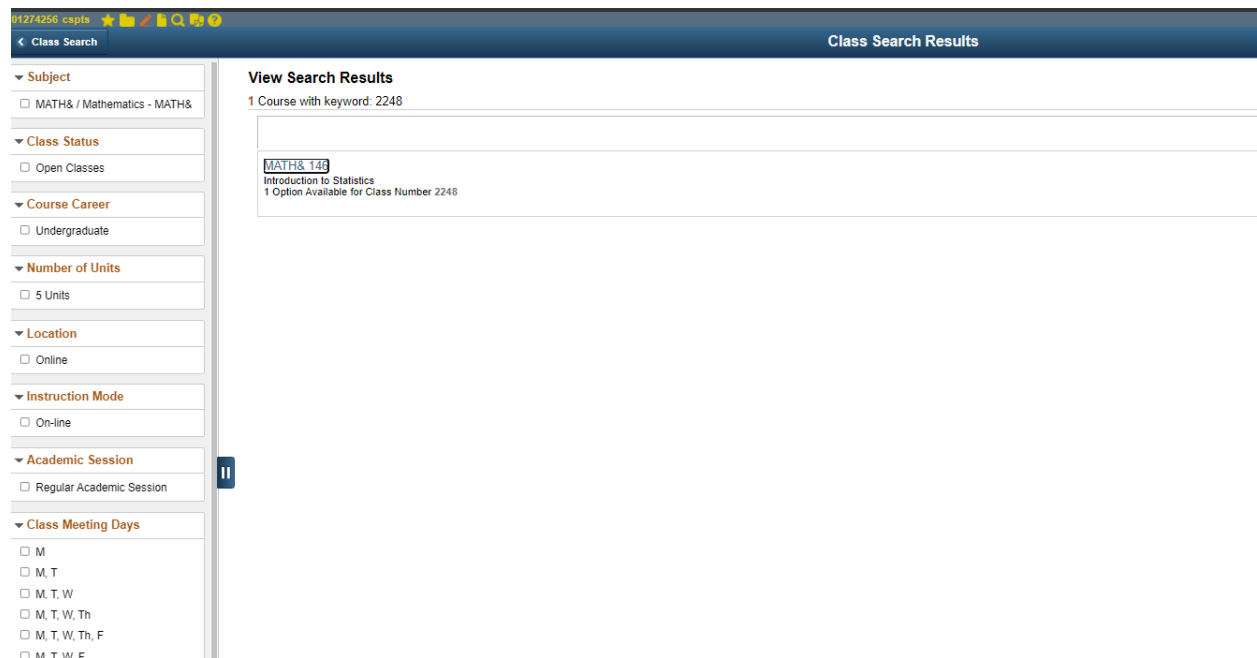 01274256 cspts
Class Search
Class Search Results
Subject
MATH& / Mathematics - MATH&
Class Status
Open Classes
Course Career
Undergraduate
Number of Units
5 Units
Location
Online
Instruction Mode
On-line
Academic Session
Regular Academic Session
Class Meeting Days
M
M, T
M, T, W
M, T, W, Th
M, T, W, Th, F
M, T, W, F
View Search Results
1 Course with keyword: 2248
MATH& 146
Introduction to Statistics
1 Option Available for Class Number 2248